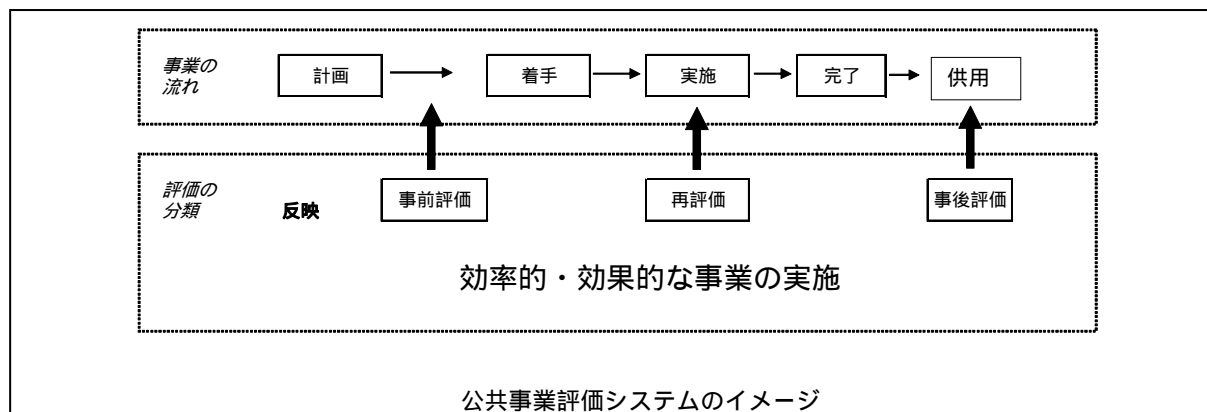 事業の
流れ
計画
着手
実施
完了
供用
評価の
分類
反映
事前評価
再評価
事後評価
効率的・効果的な事業の実施
公共事業評価システムのイメージ